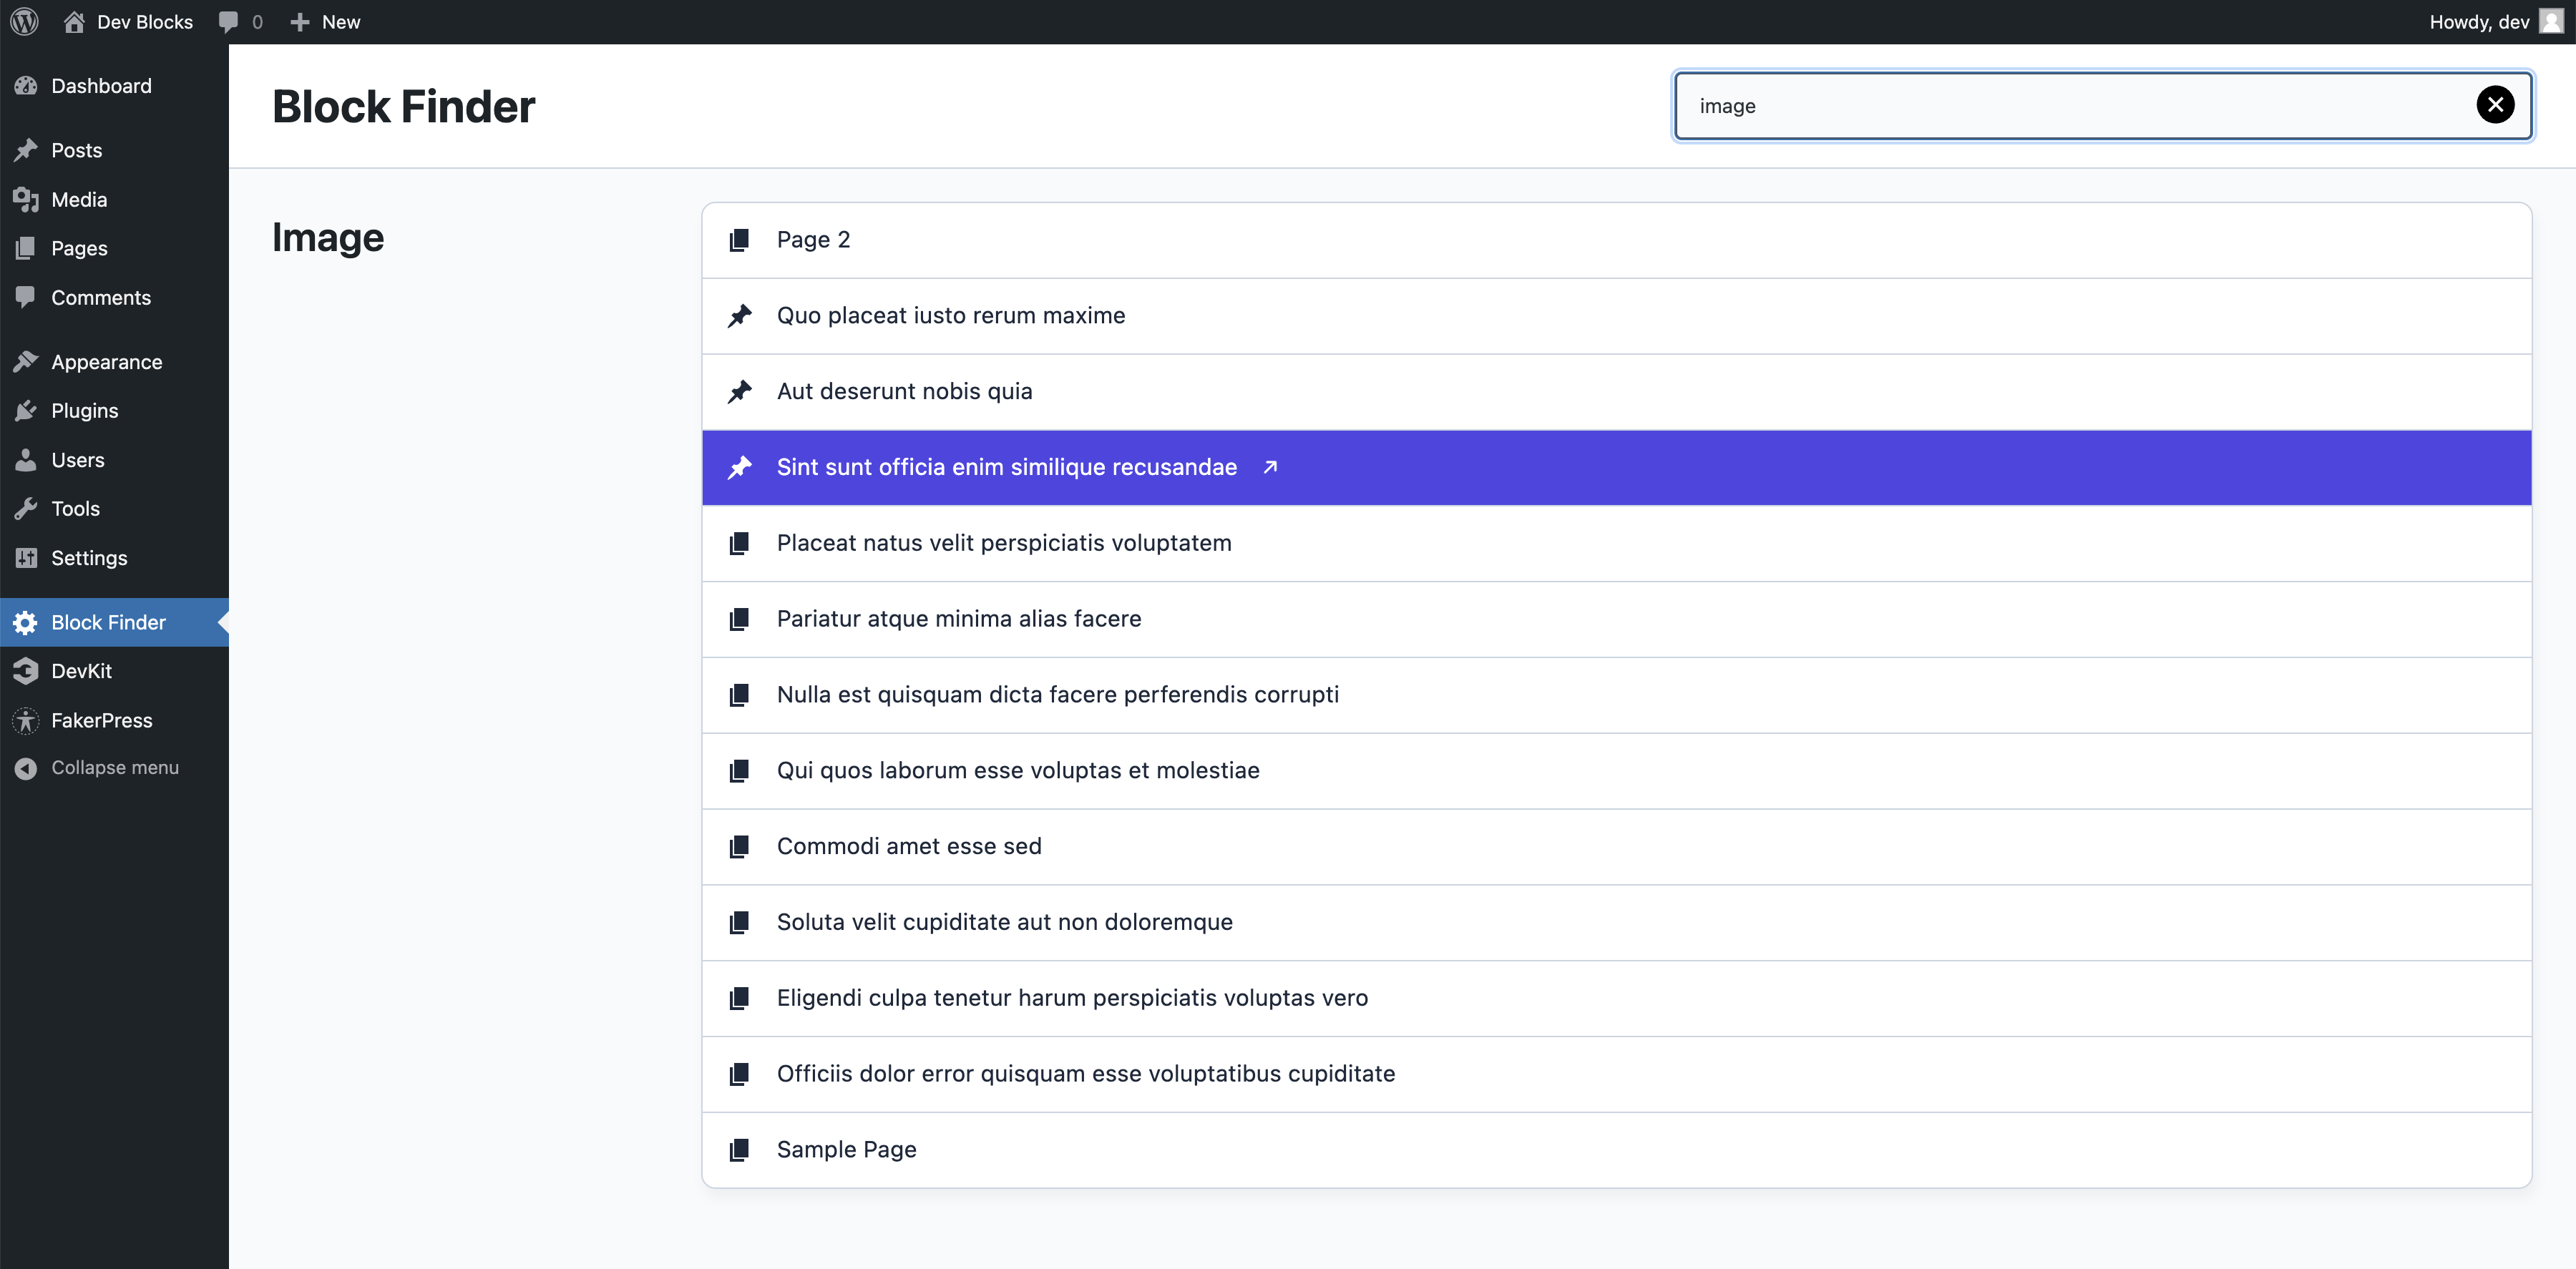 Dev Blocks
0
New
Howdy, dev
Dashboard
Posts
Media
Pages
Comments
Appearance
Plugins
Users
Tools
Settings
Block Finder
DevKit
FakerPress
Collapse menu
Block Finder
image
Image
Page 2
Quo placeat iusto rerum maxime
Aut deserunt nobis quia
Sint sunt officia enim similique recusandae
Placeat natus velit perspiciatis voluptatem
Pariatur atque minima alias facere
Nulla est quisquam dicta facere perferendis corrupti
Qui quos laborum esse voluptas et molestiae
Commodi amet esse sed
Soluta velit cupiditate aut non doloremque
Eligendi culpa tenetur harum perspiciatis voluptas vero
Officiis dolor error quisquam esse voluptatibus cupiditate
Sample Page